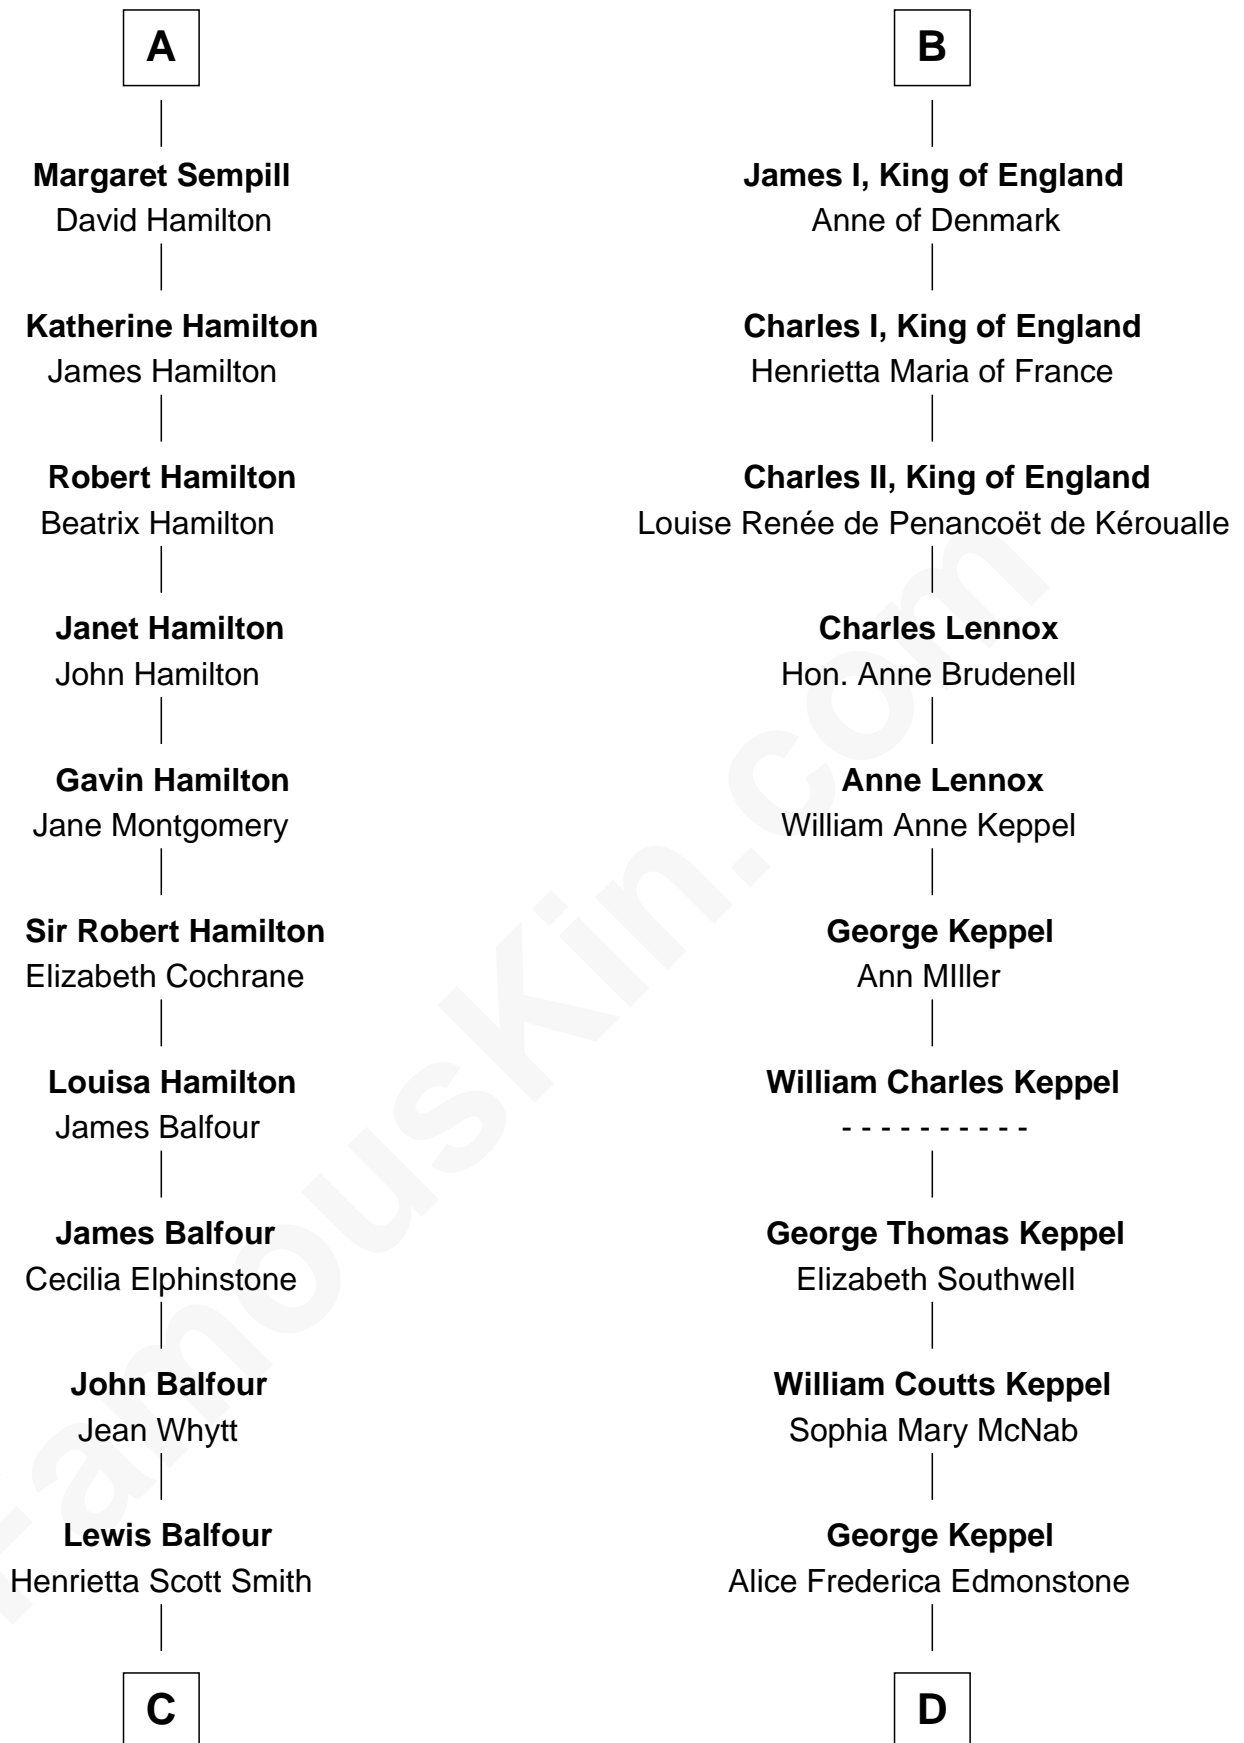 A
Margaret Sempill
David Hamilton
Katherine Hamilton
James Hamilton
Robert Hamilton
Beatrix Hamilton
Janet Hamilton
John Hamilton
Gavin Hamilton
Jane Montgomery
Sir Robert Hamilton
Elizabeth Cochrane
Louisa Hamilton
James Balfour
James Balfour
Cecilia Elphinstone
John Balfour
Jean Whytt
Lewis Balfour
Henrietta Scott Smith
C
B
James I, King of England
Anne of Denmark
Charles I, King of England
Henrietta Maria of France
Charles II, King of England
Louise Renée de Penancoët de Kéroualle
Charles Lennox
Hon. Anne Brudenell
Anne Lennox
William Anne Keppel
George Keppel
Ann MIller
William Charles Keppel
- - - - - - - - - -
George Thomas Keppel
Elizabeth Southwell
William Coutts Keppel
Sophia Mary McNab
George Keppel
Alice Frederica Edmonstone
D
FamousKin.com